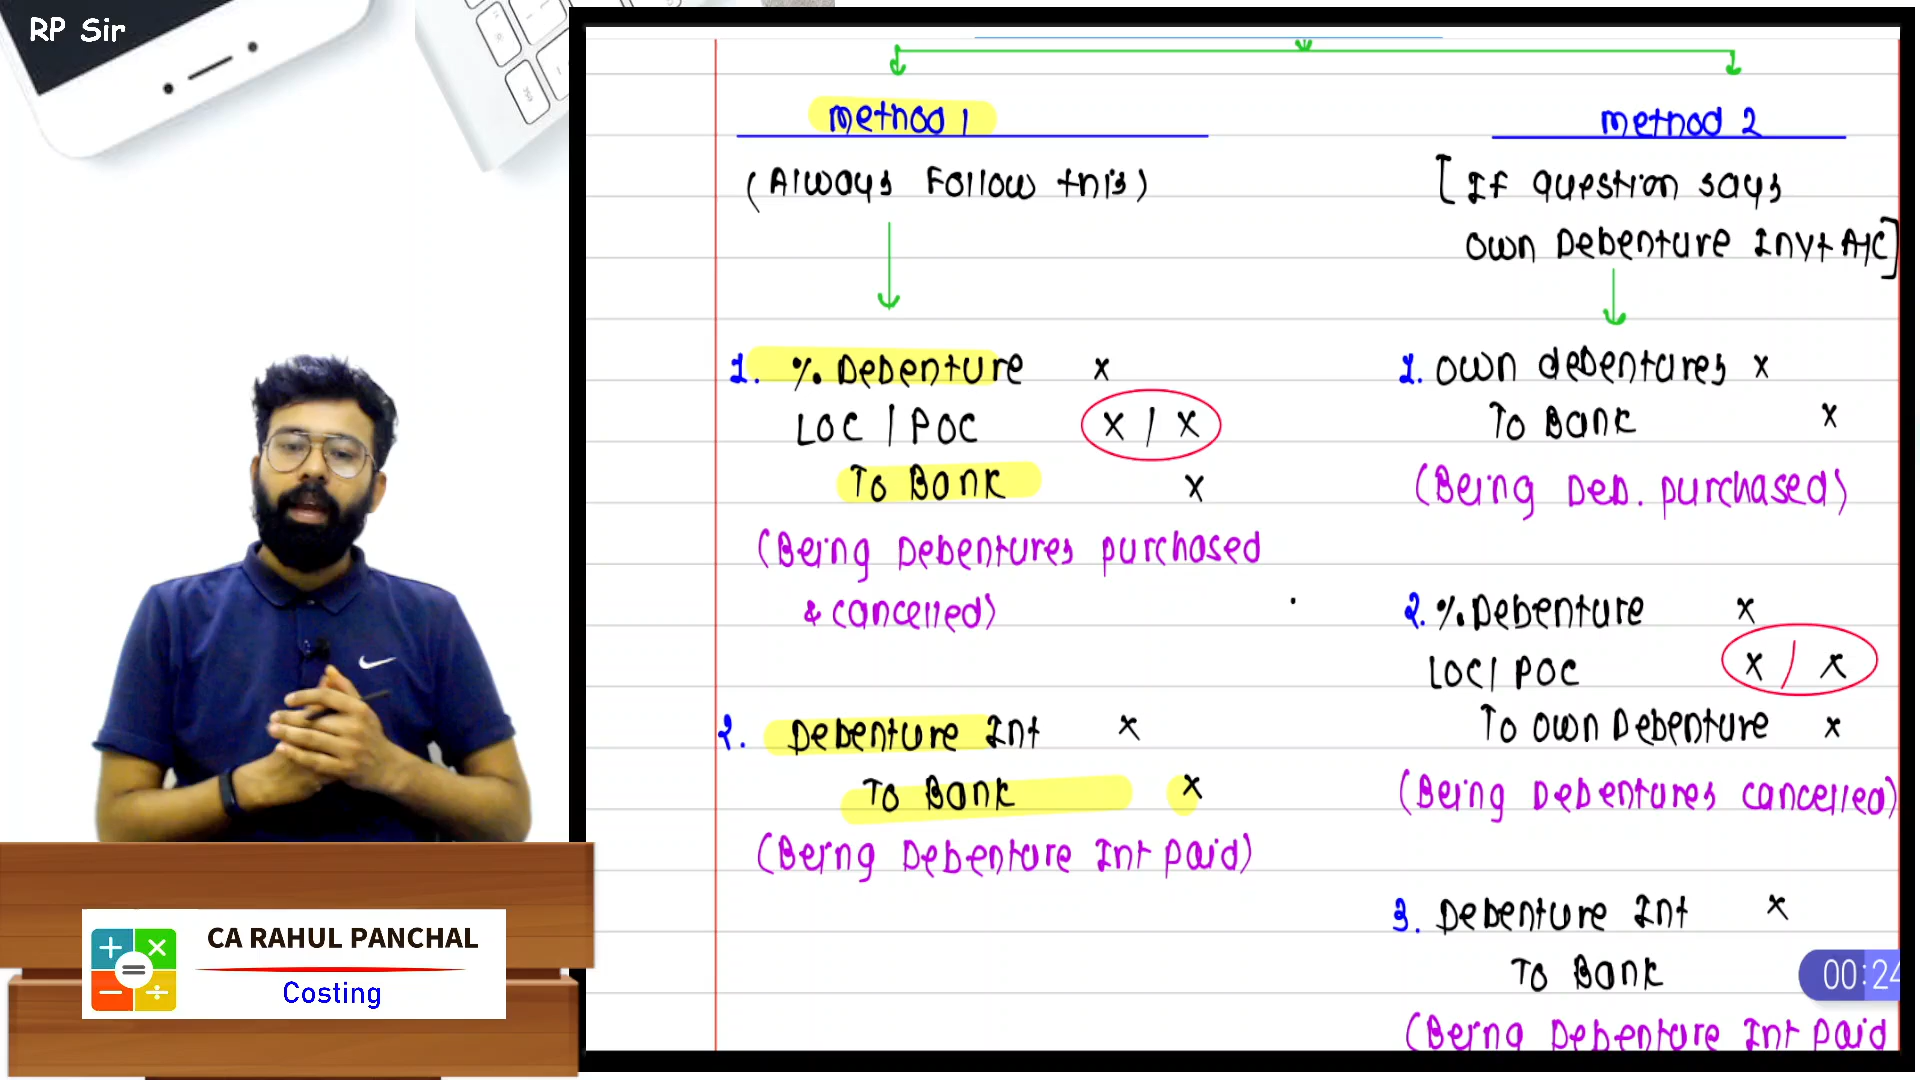 RP Sir
Method 1
(Always Follow this)
1. % Debenture x
LOC / POC x / x
To Bank x
(Being Debentures purchased
& cancelled)
2. Debenture Int x
To Bank x
(Being Debenture Int paid)
Method 2
[If question says
own Debenture Invt A/C]
1. own debentures x
To Bank x
(Being Deb. purchased)
2. % Debenture x
LOC / POC x / x
To own Debenture x
(Being Debentures cancelled)
3. Debenture Int x
To Bank
(Being Debenture Int paid
00:24
CA RAHUL PANCHAL
Costing